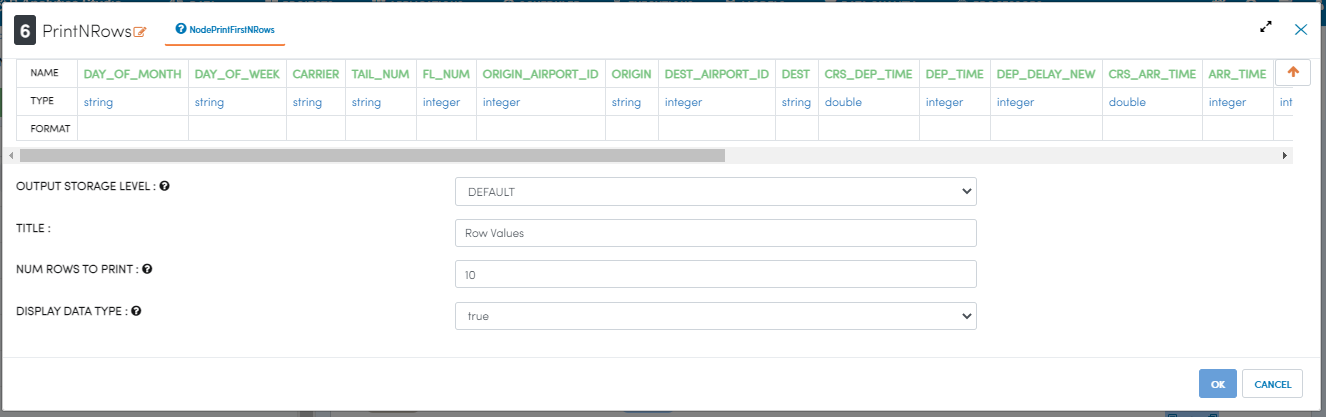 6 PrintNRows NodePrintFirstNRows
NAME DAY_OF_MONTH DAY_OF_WEEK CARRIER TAIL_NUM FL_NUM ORIGIN_AIRPORT_ID ORIGIN DEST_AIRPORT_ID DEST CRS_DEP_TIME DEP_TIME DEP_DELAY_NEW CRS_ARR_TIME ARR_TIME
TYPE string string string string integer integer string integer string double integer integer double integer int
FORMAT
OUTPUT STORAGE LEVEL : DEFAULT
TITLE : Row Values
NUM ROWS TO PRINT : 10
DISPLAY DATA TYPE : true
OK CANCEL